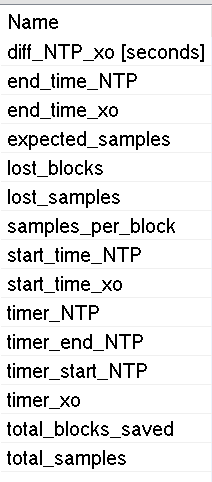 Name
diff_NTP_xo [seconds]
end_time_NTP
end_time_xo
expected_samples
lost_blocks
lost_samples
samples_per_block
start_time_NTP
start_time_xo
timer_NTP
timer_end_NTP
timer_start_NTP
timer_xo
total_blocks_saved
total_samples